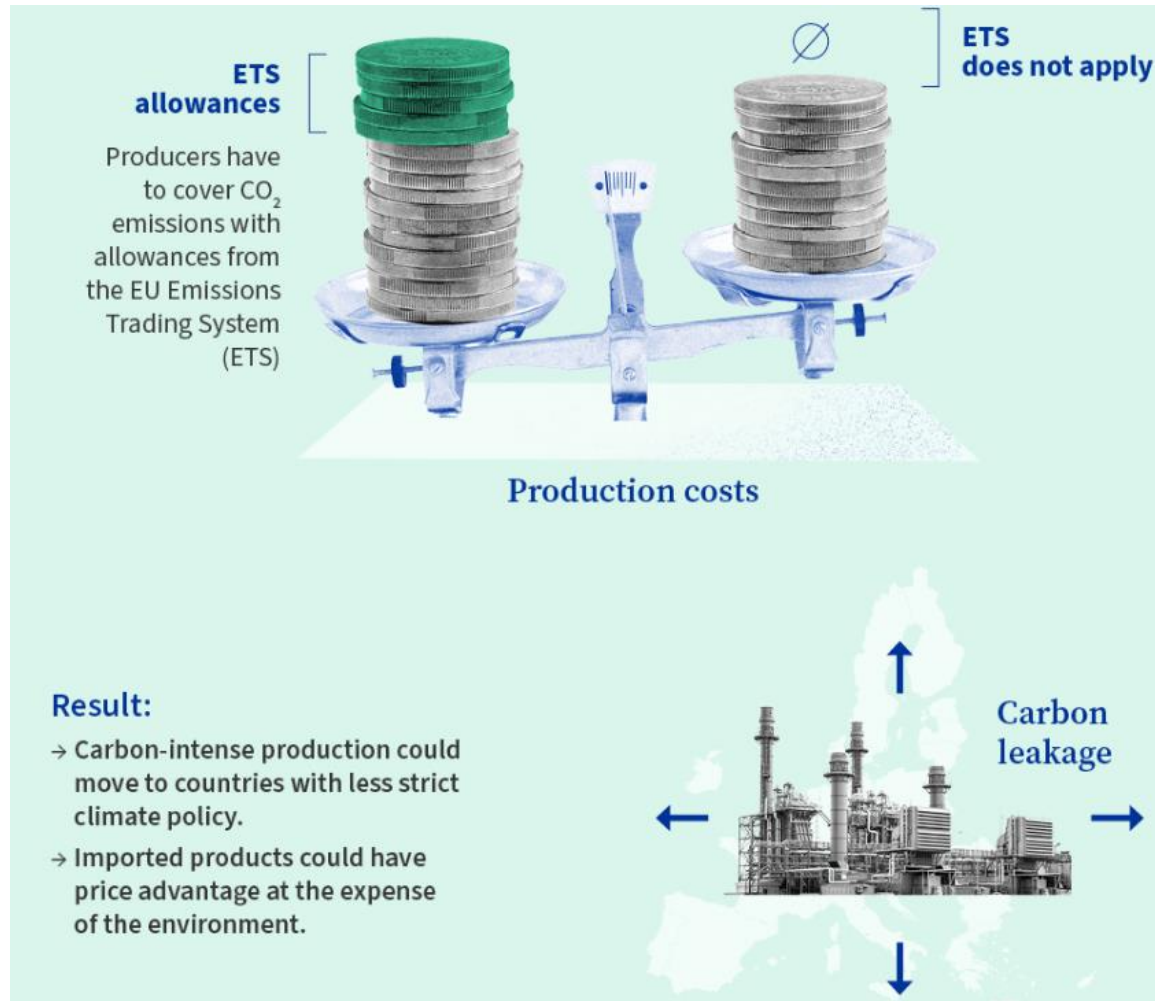 ETS
allowances
Producers have
to cover CO₂
emissions with
allowances from
the EU Emissions
Trading System
(ETS)
∅
ETS
does not apply
Production costs
Result:
→ Carbon-intense production could
move to countries with less strict
climate policy.
→ Imported products could have
price advantage at the expense
of the environment.
Carbon
leakage